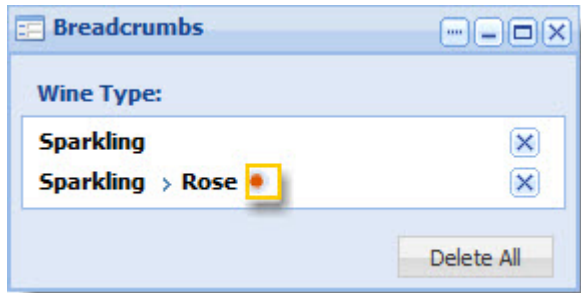 Breadcrumbs
Wine Type:
Sparkling
Sparkling > Rose
Delete All